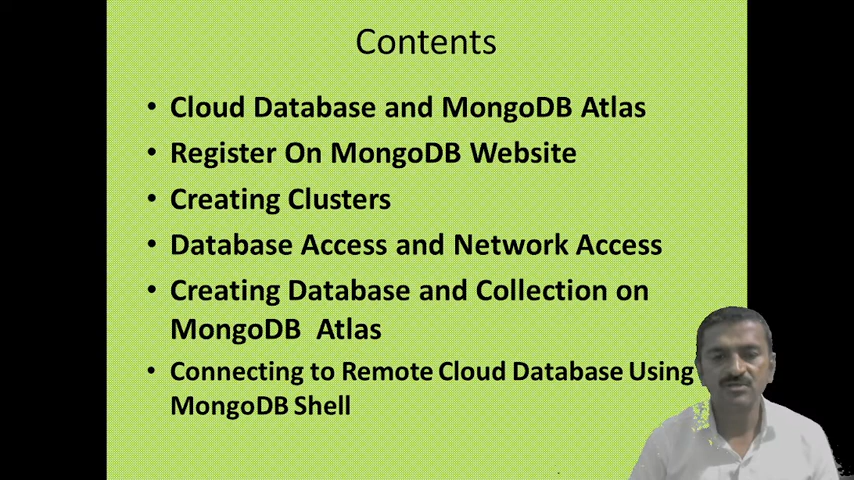 Contents
• Cloud Database and MongoDB Atlas
• Register On MongoDB Website
• Creating Clusters
• Database Access and Network Access
• Creating Database and Collection on
MongoDB Atlas
• Connecting to Remote Cloud Database Using
MongoDB Shell